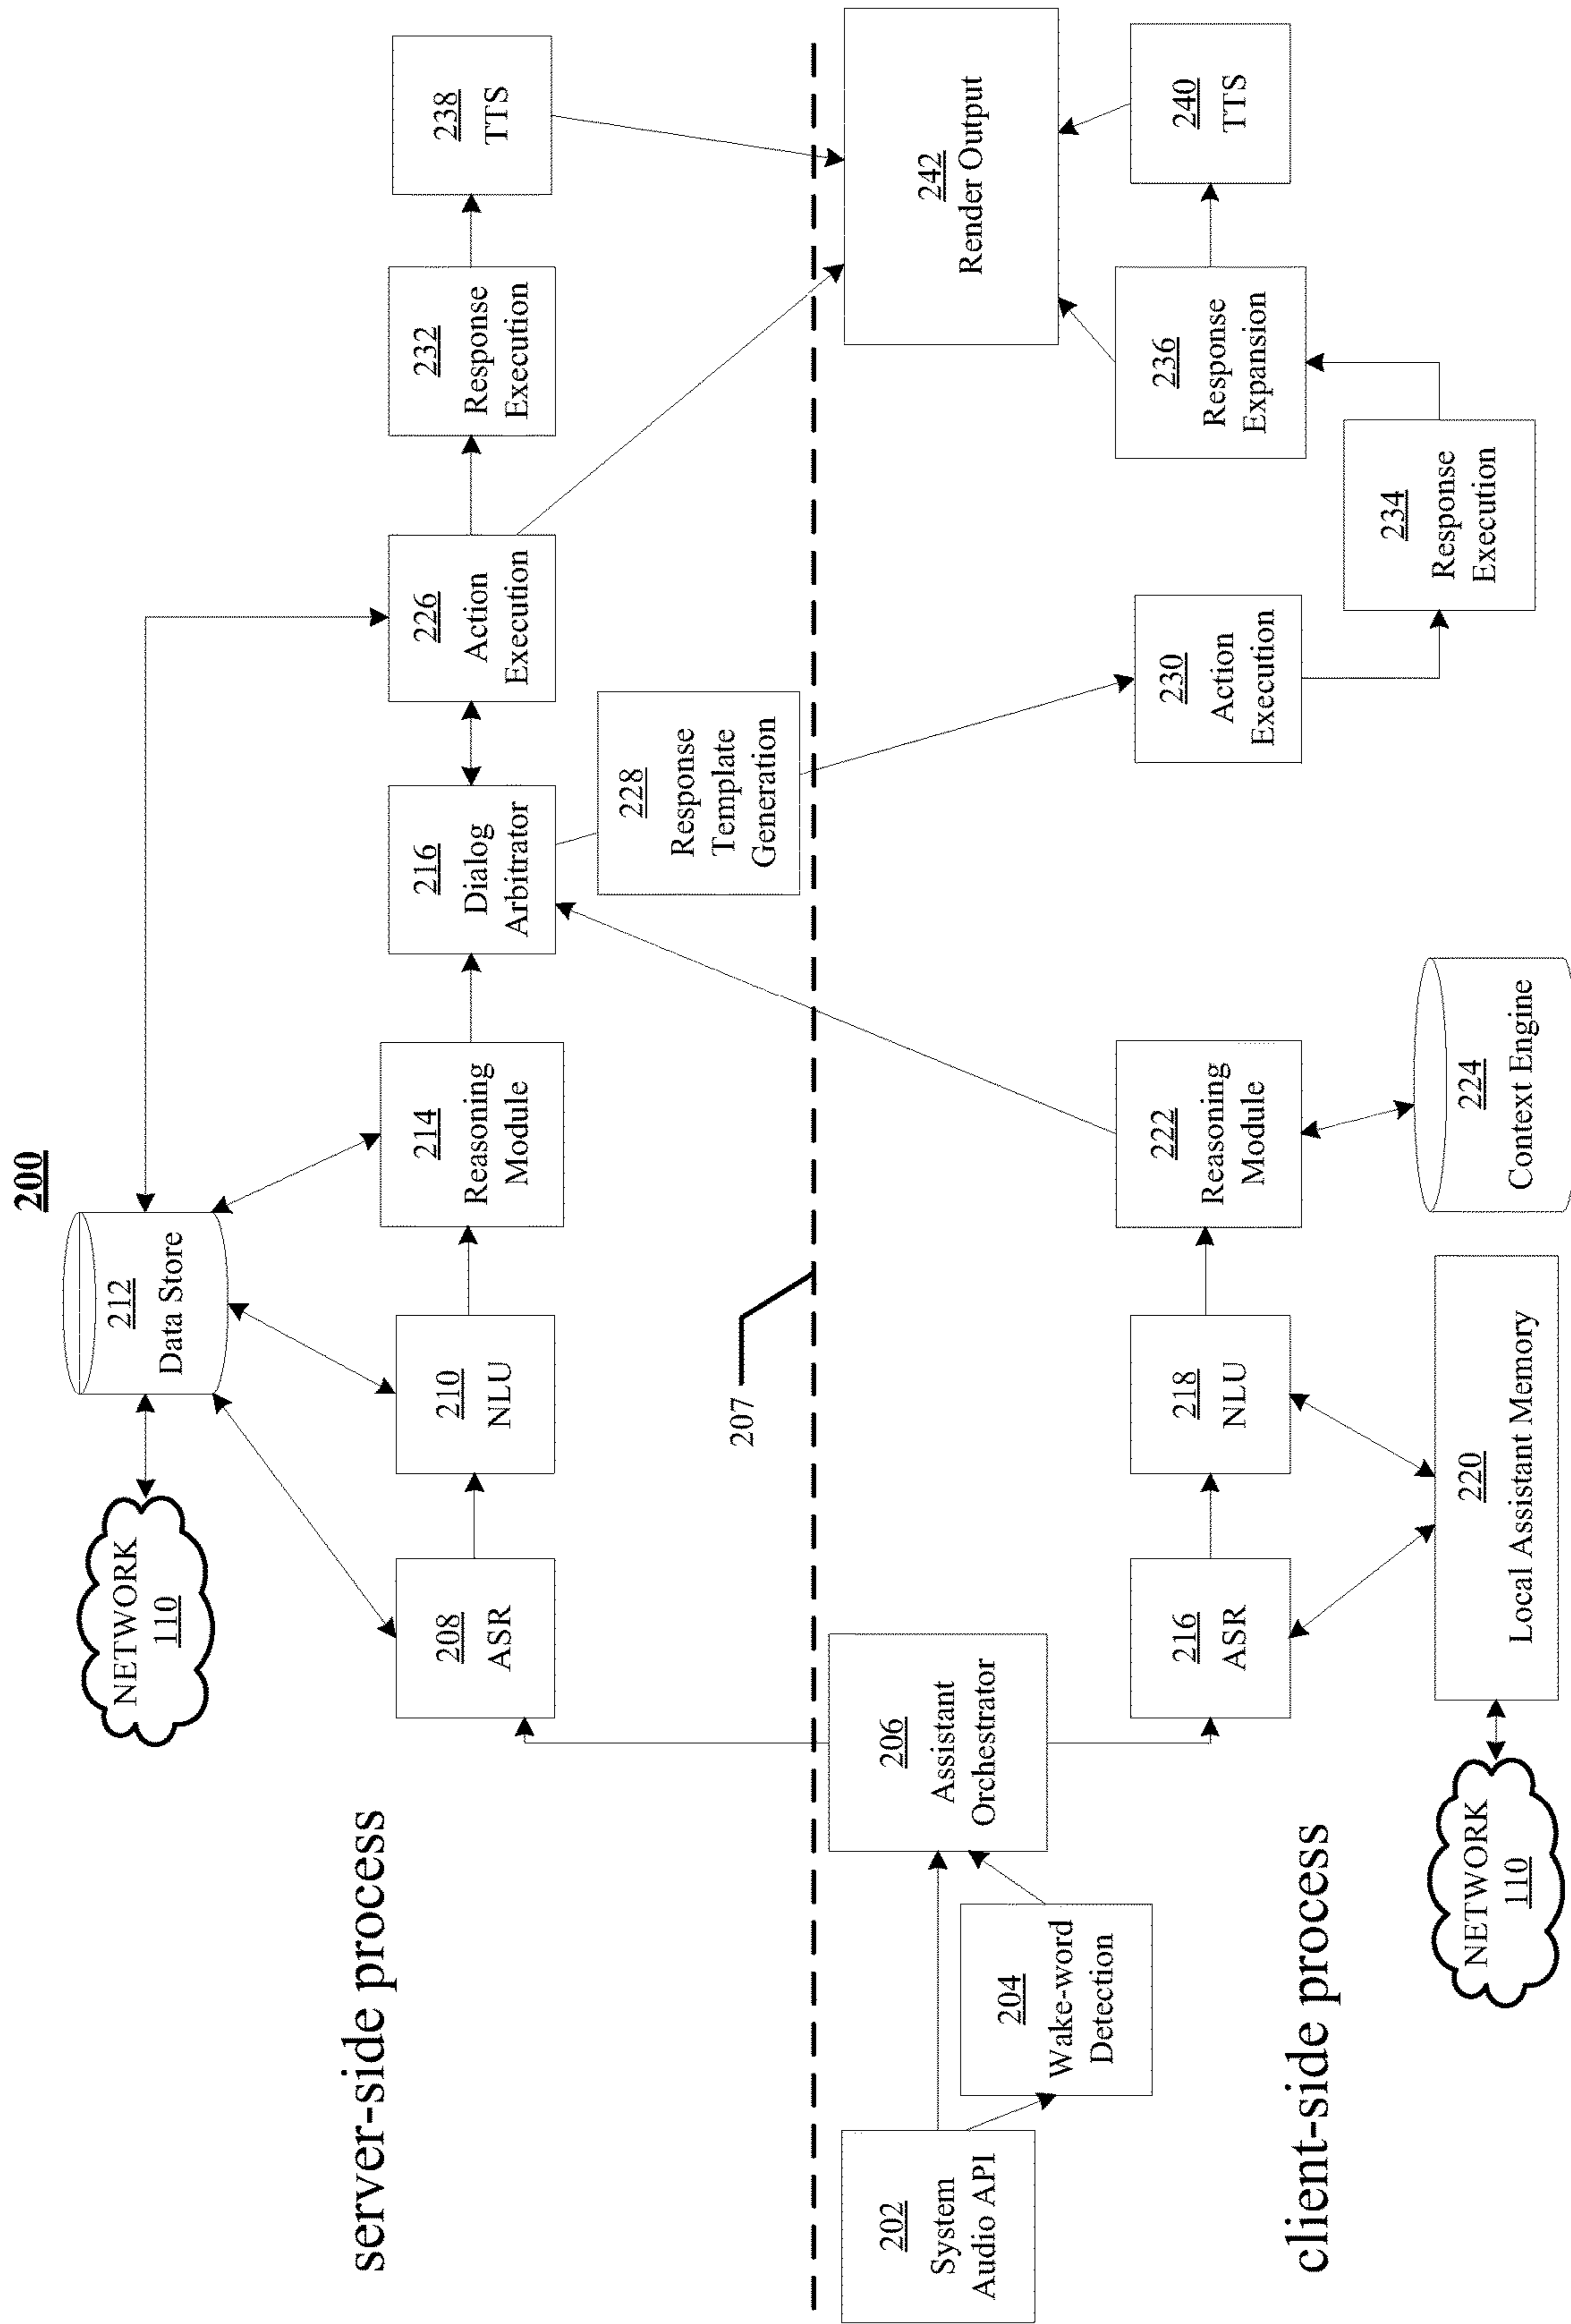 200
server-side process
NETWORK
110
212
Data Store
208
ASR
210
NLU
214
Reasoning
Module
216
Dialog
Arbitrator
226
Action
Execution
232
Response
Execution
238
TTS
228
Response
Template
Generation
207
202
System
Audio API
204
Wake-word
Detection
206
Assistant
Orchestrator
client-side process
216
ASR
218
NLU
222
Reasoning
Module
230
Action
Execution
234
Response
Execution
236
Response
Expansion
240
TTS
242
Render Output
NETWORK
110
220
Local Assistant Memory
224
Context Engine